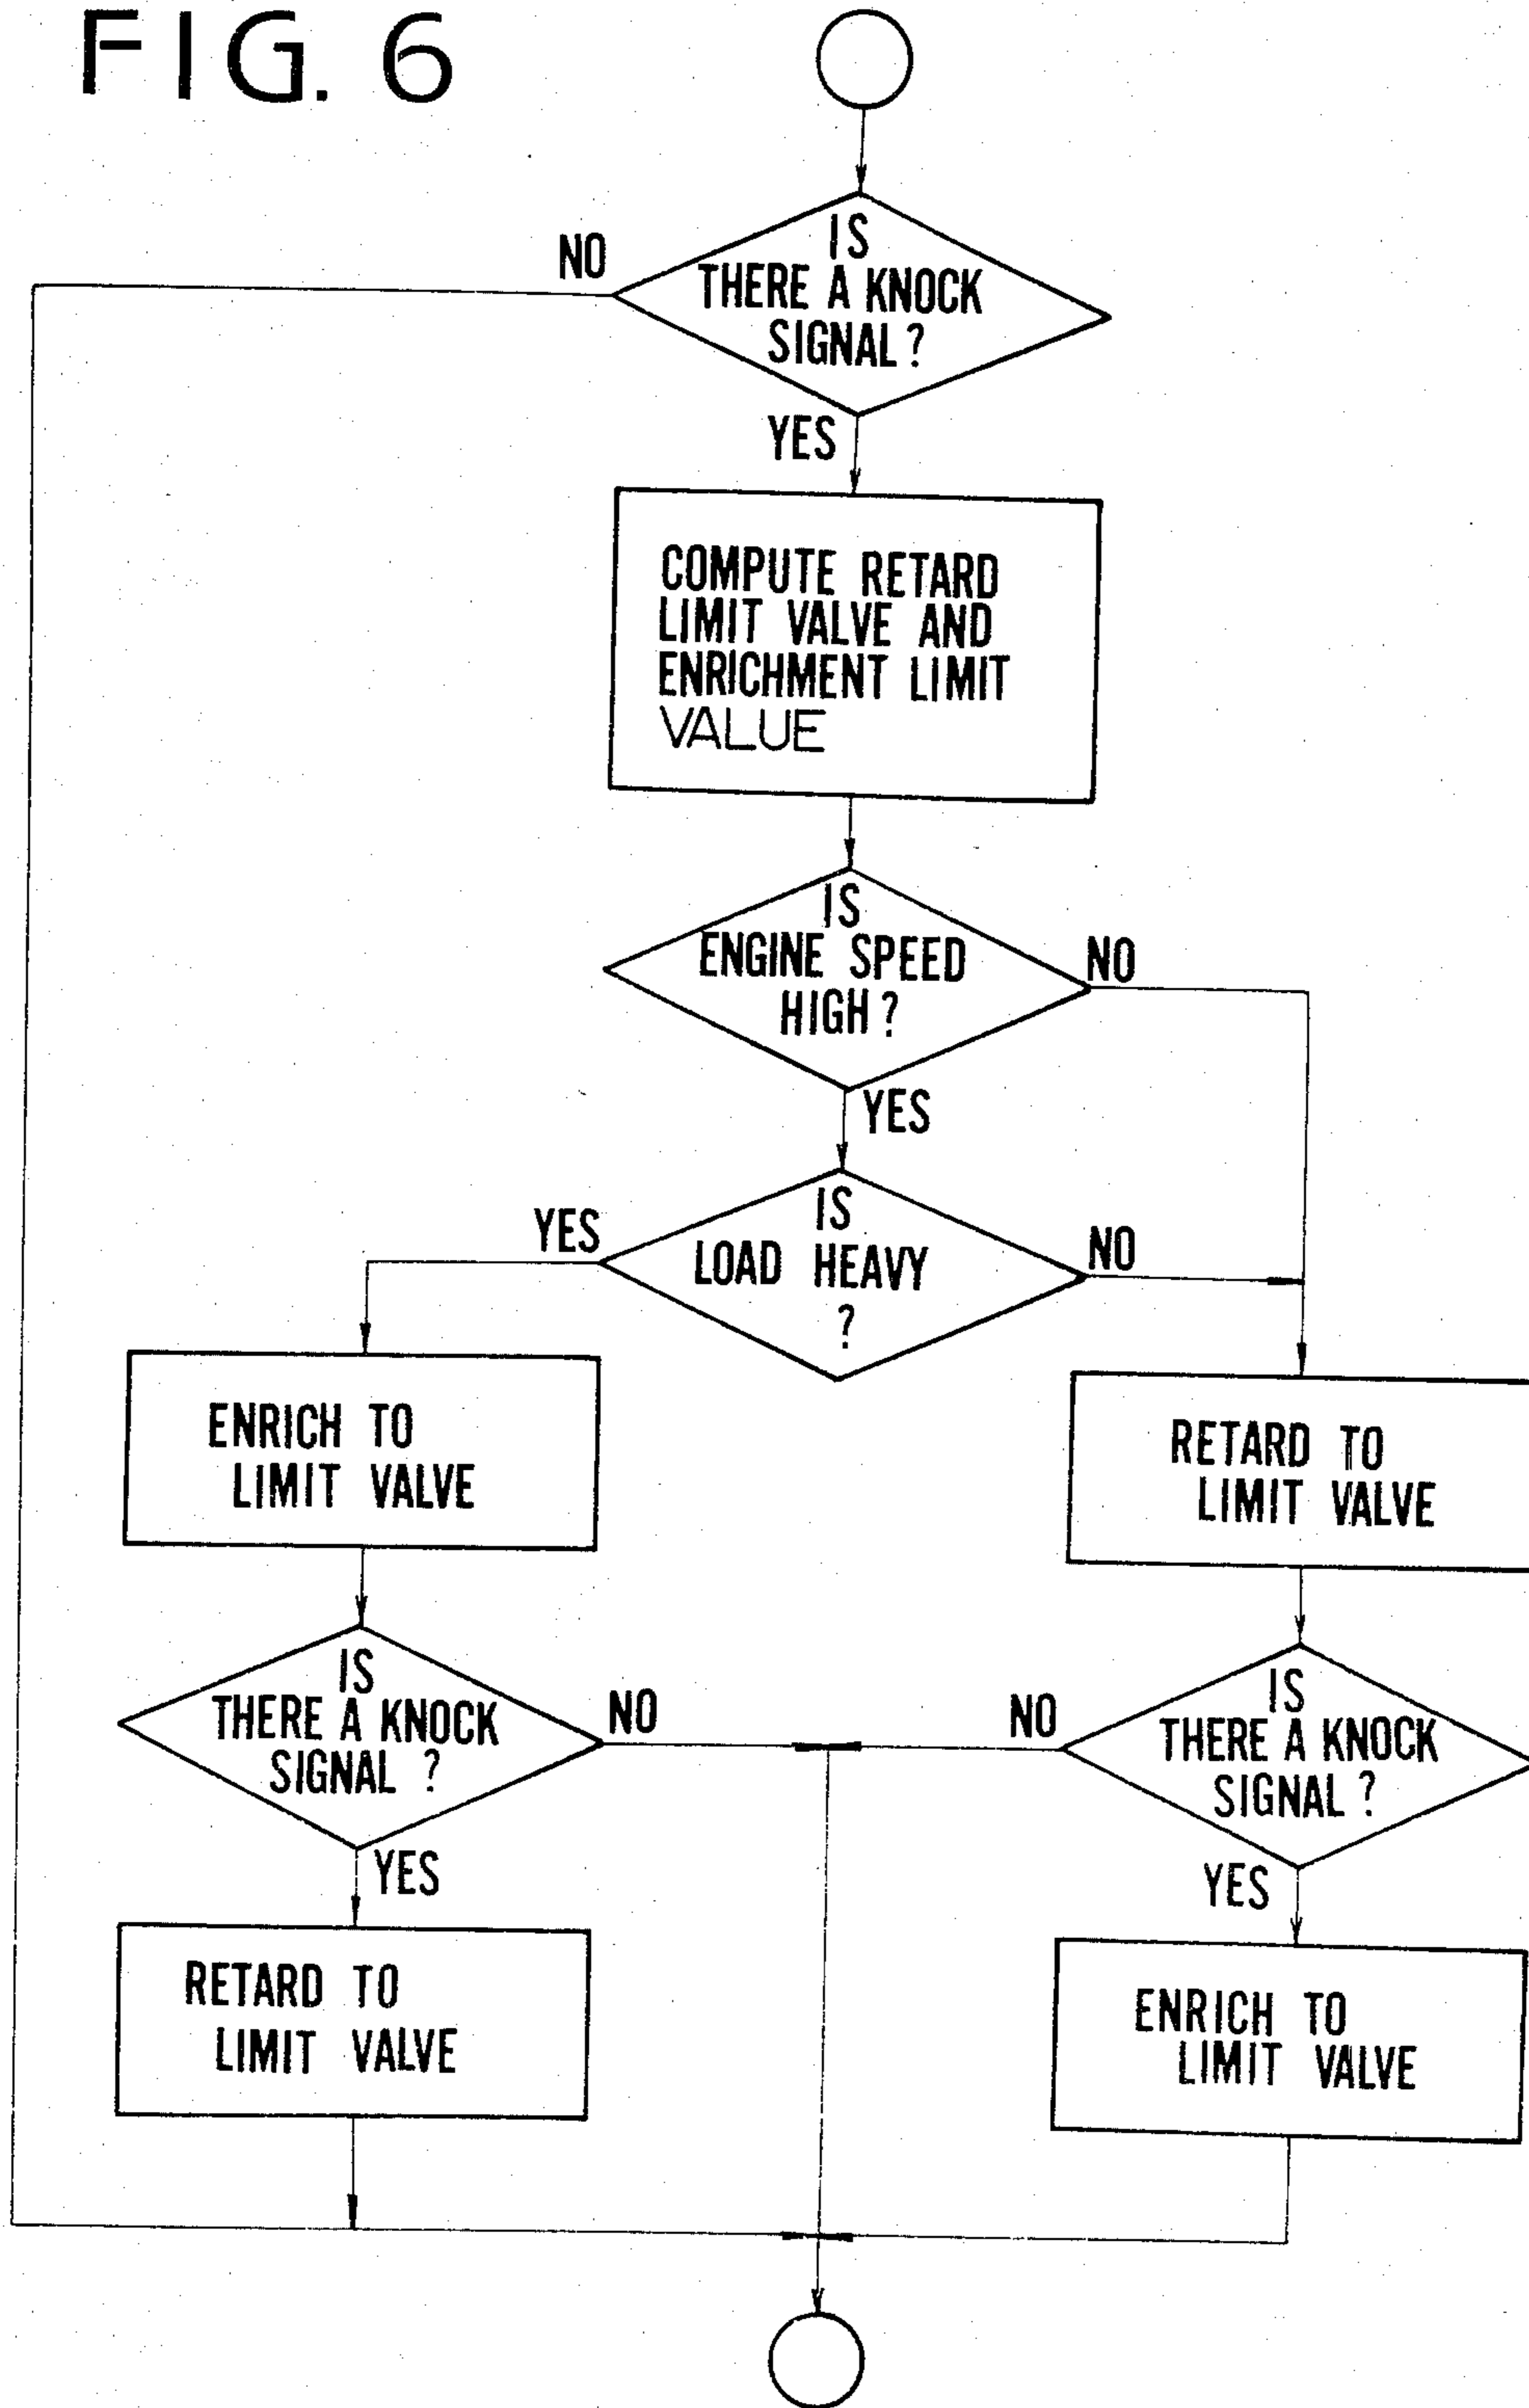 FIG. 6
IS
THERE A KNOCK
SIGNAL?
NO
YES
COMPUTE RETARD
LIMIT VALVE AND
ENRICHMENT LIMIT
VALUE
IS
ENGINE SPEED
HIGH?
NO
YES
IS
LOAD HEAVY
?
YES
NO
ENRICH TO
LIMIT VALVE
RETARD TO
LIMIT VALVE
IS
THERE A KNOCK
SIGNAL ?
NO
NO
IS
THERE A KNOCK
SIGNAL?
YES
YES
RETARD TO
LIMIT VALVE
ENRICH TO
LIMIT VALVE